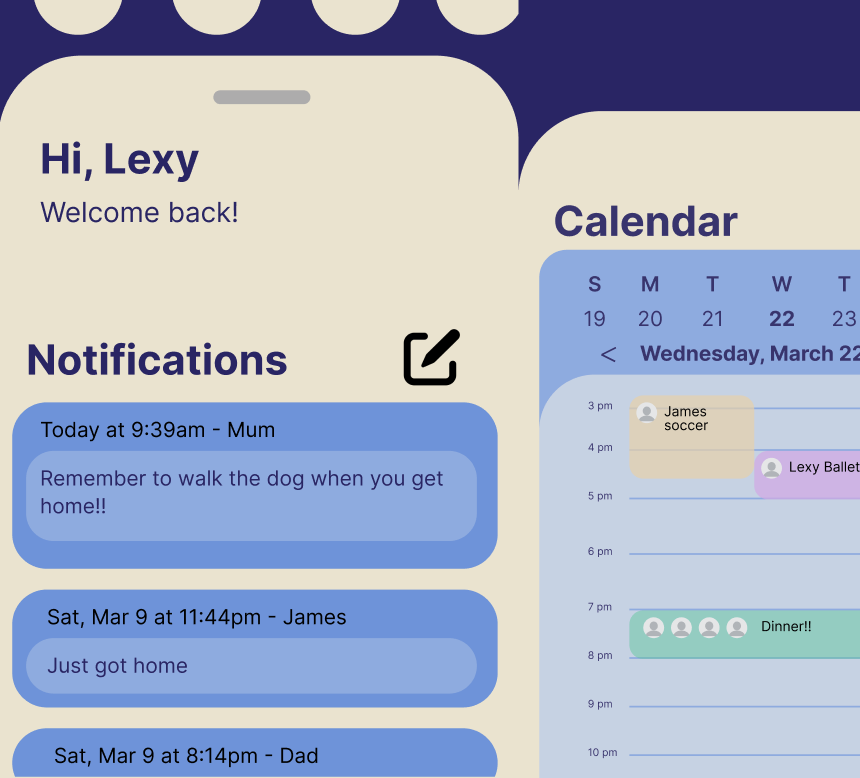 Hi, Lexy
Welcome back!
Notifications
Today at 9:39am - Mum
Remember to walk the dog when you get
home!!
Sat, Mar 9 at 11:44pm - James
Just got home
Sat, Mar 9 at 8:14pm - Dad
Calendar
S M T W T
19 20 21 22 23
< Wednesday, March 22
3 pm
James
soccer
4 pm
Lexy Ballet
5 pm
6 pm
7 pm
Dinner!!
8 pm
9 pm
10 pm